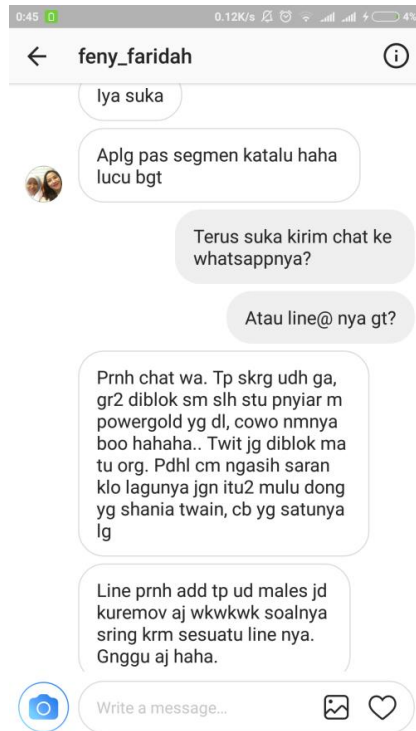 0:45 0.12K/s 4%
feny_faridah
Iya suka
Aplg pas segmen katalu haha
lucu bgt
Terus suka kirim chat ke
whatsappnya?
Atau line@ nya gt?
Prnh chat wa. Tp skrg udh ga,
gr2 diblok sm slh stu pnyiar m
powergold yg dl, cowo nmnya
boo hahaha.. Twit jg diblok ma
tu org. Pdhl cm ngasih saran
klo lagunya jgn itu2 mulu dong
yg shania twain, cb yg satunya
lg
Line prnh add tp ud males jd
kuremov aj wkwkwk soalnya
sring krm sesuatu line nya.
Gnggu aj haha.
Write a message...